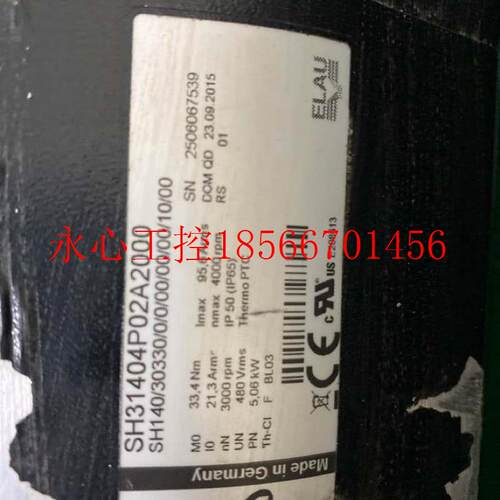 SH31404P02A2000
SH140/30330/0/0/00/00/00/10/00
M0 33,4 Nm
I0 21,3 Arms Imax
nN 3000 rpm nmax 4000 rpm
UN 480 Vrms IP 50 (IP65)
PN 5,06 kW Thermo PTC
Th-Cl F BL03
SN 2506067539
DOM QD 23.09.2015
RS 01
Made in Germany
ELAU
CE
c UR US
永心工控18566701456